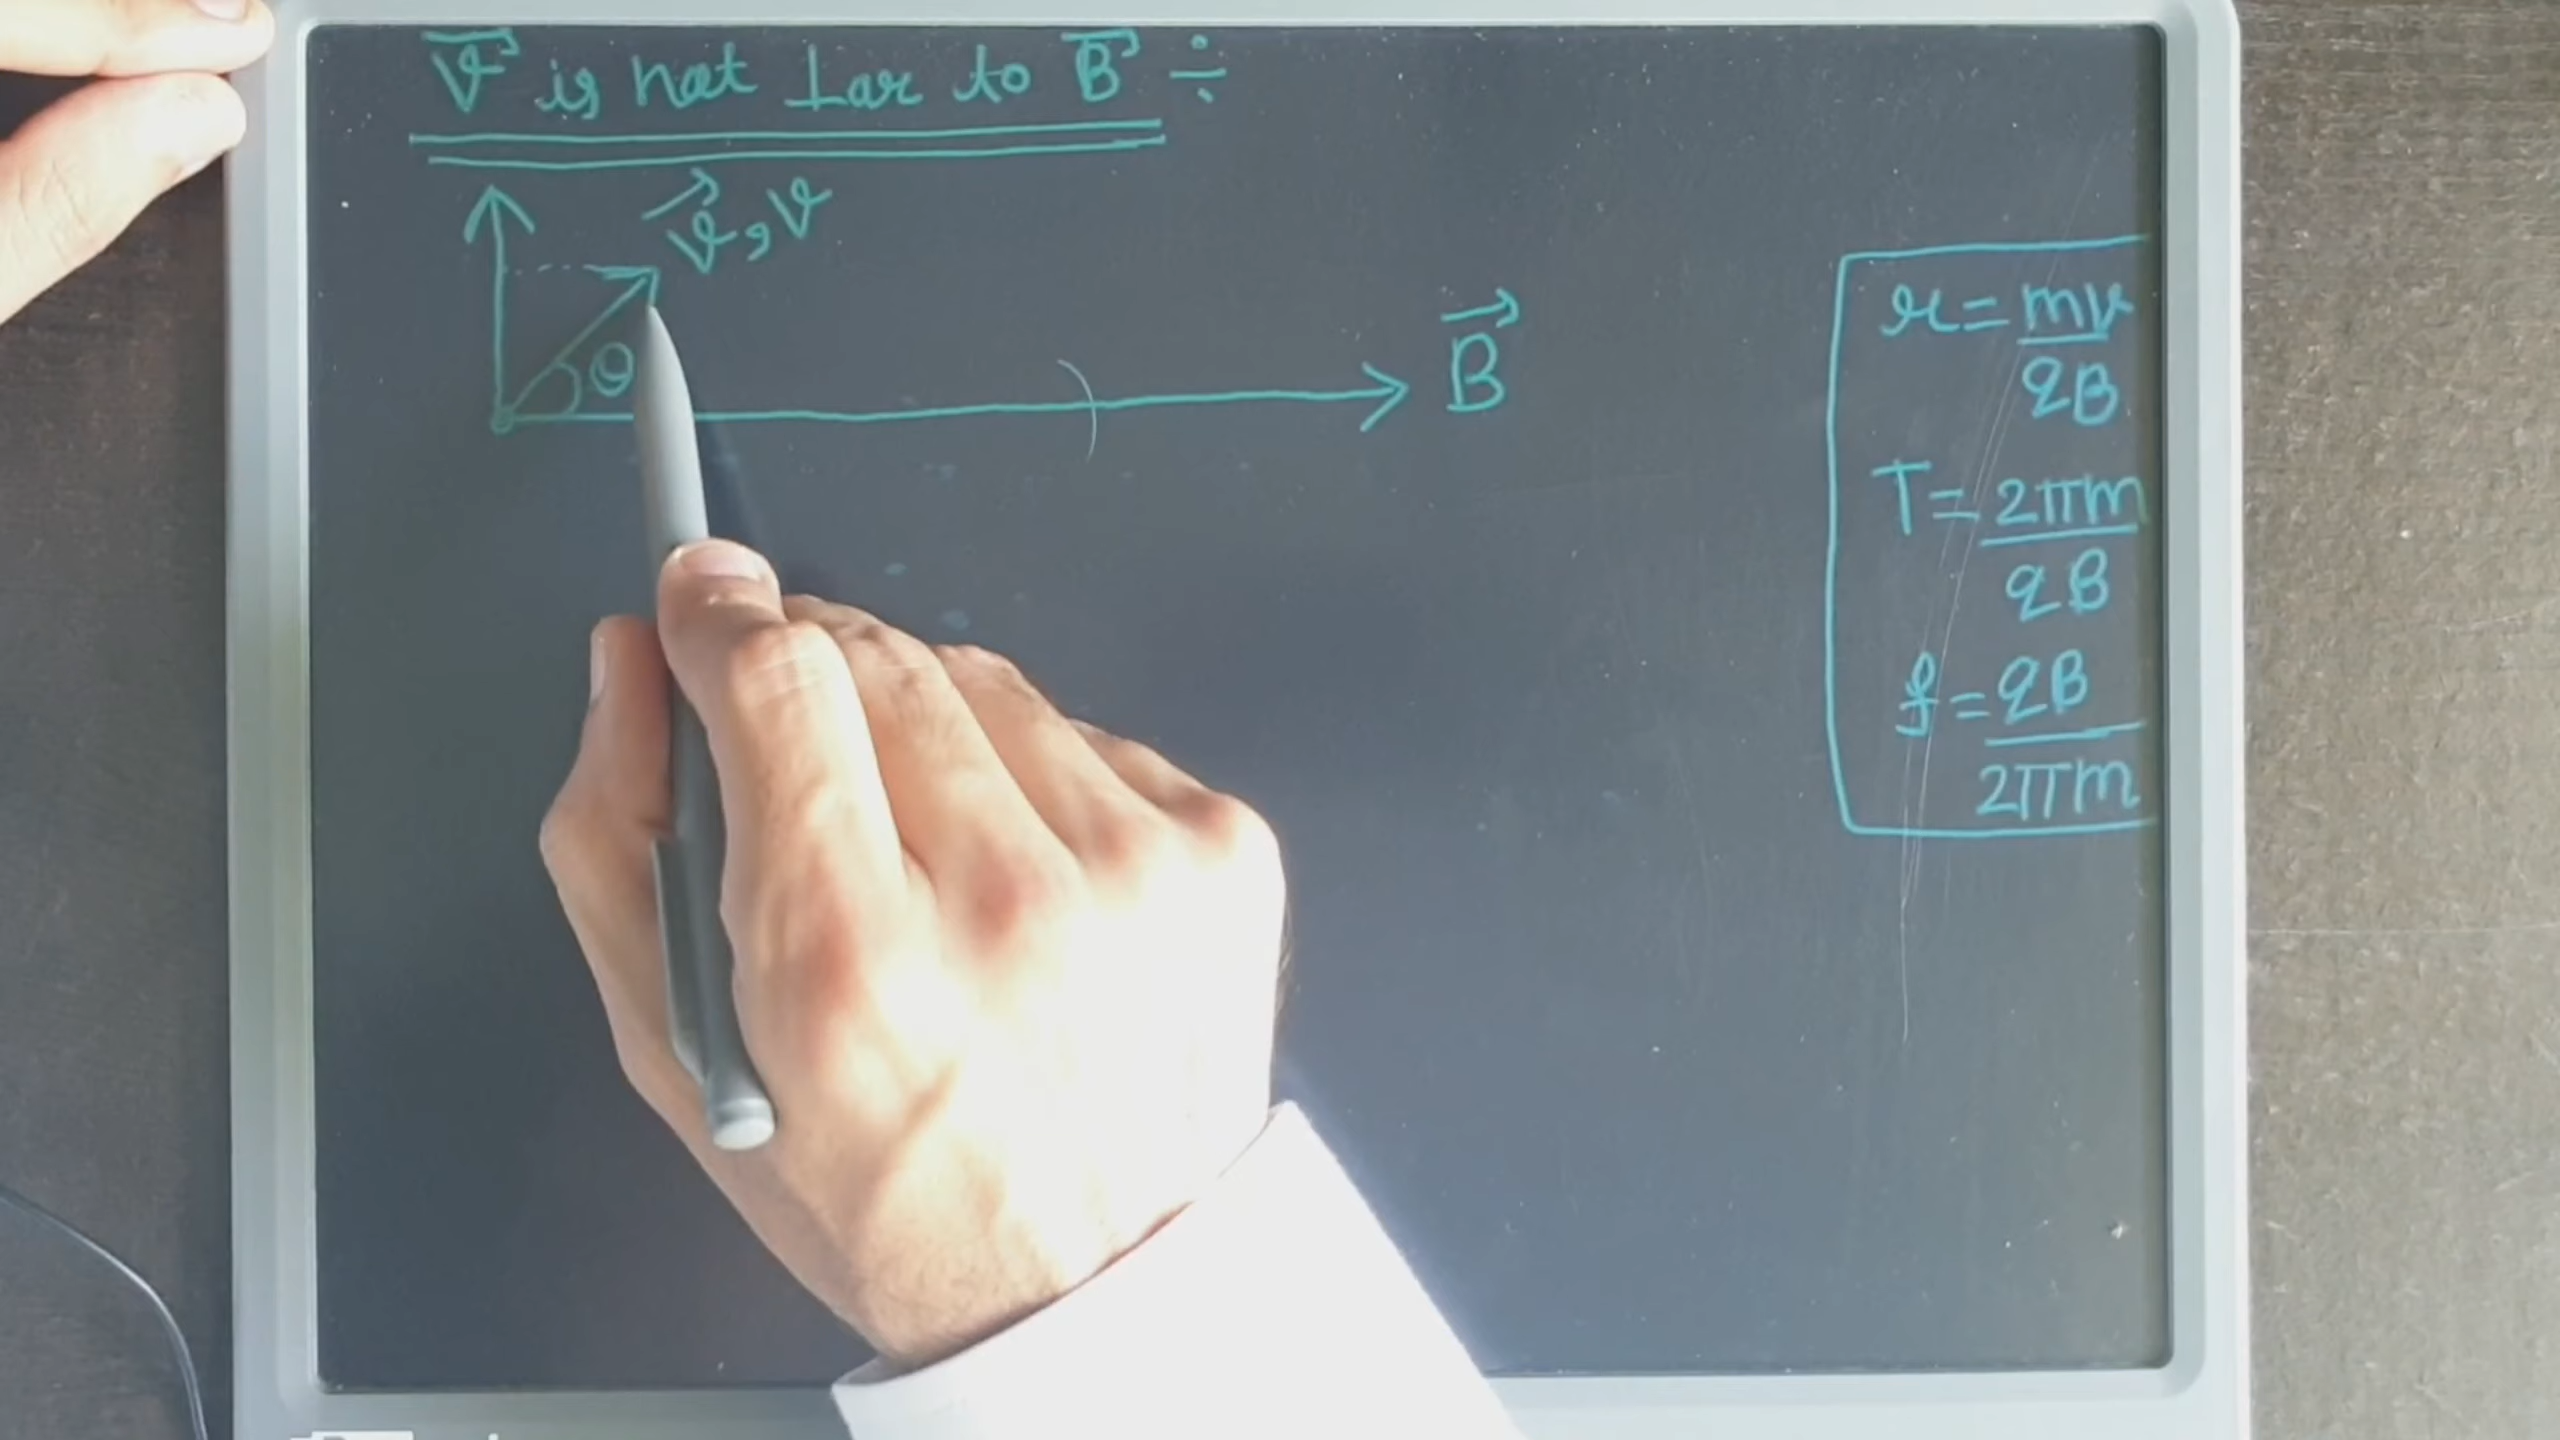 v⃗ is not ⊥ar to B⃗ ÷
v⃗, v
θ
B⃗
r = mv
qB
T = 2πm
qB
f = qB
2πm